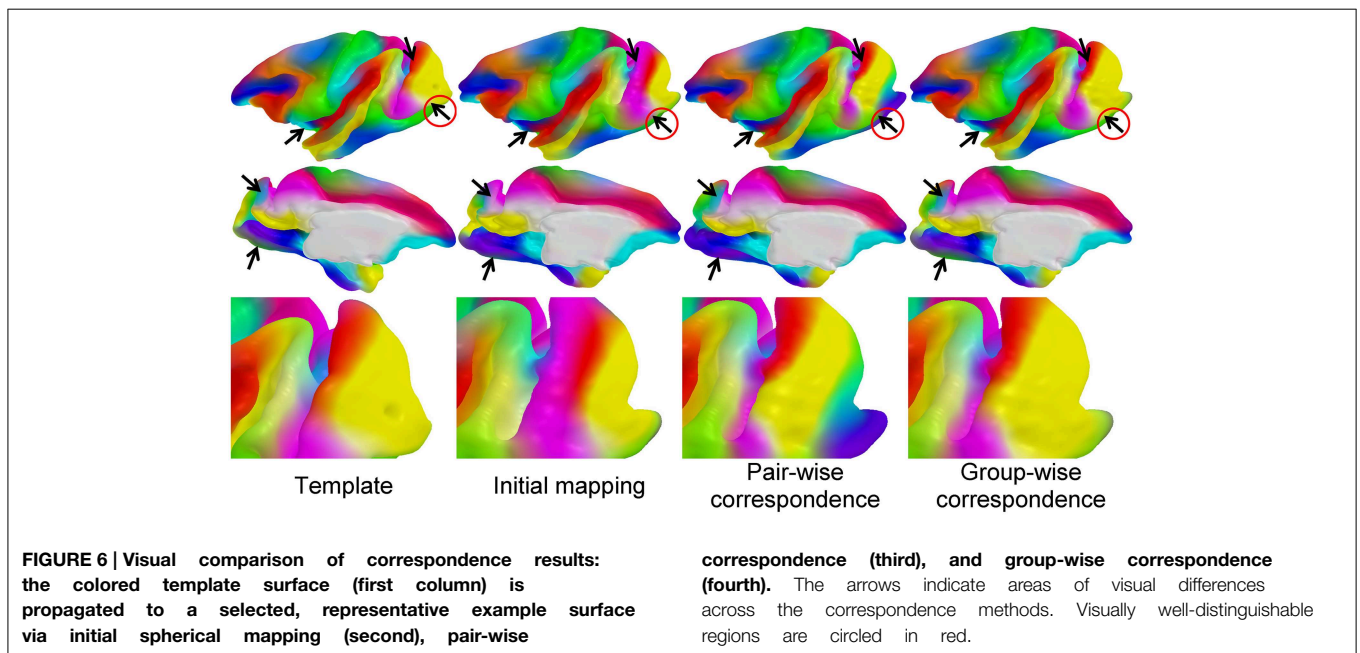 Template
Initial mapping
Pair-wise
correspondence
Group-wise
correspondence
FIGURE 6 | Visual comparison of correspondence results:
the colored template surface (first column) is
propagated to a selected, representative example surface
via initial spherical mapping (second), pair-wise
correspondence (third), and group-wise correspondence
(fourth). The arrows indicate areas of visual differences
across the correspondence methods. Visually well-distinguishable
regions are circled in red.